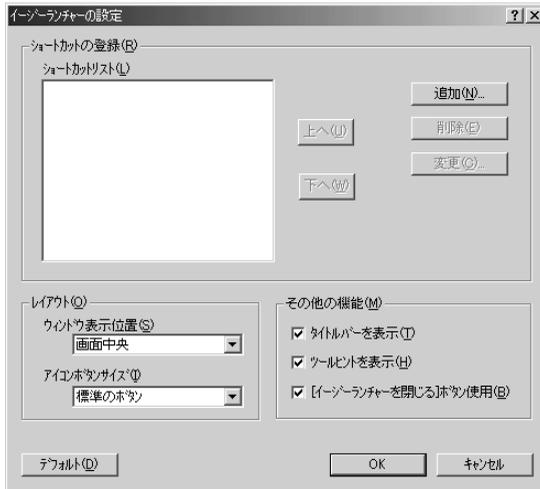 イージーランチャーの設定
ショートカットの登録(R)
ショートカットリスト(L)
追加(N)...
上へ(U)
削除(E)
変更(C)...
下へ(W)
レイアウト(O)
ウィンドウ表示位置(S)
画面中央
アイコンボタンサイズ(I)
標準のボタン
その他の機能(M)
タイトルバーを表示(T)
ツールヒントを表示(H)
[イージーランチャーを閉じる]ボタン使用(B)
デフォルト(D)
OK
キャンセル